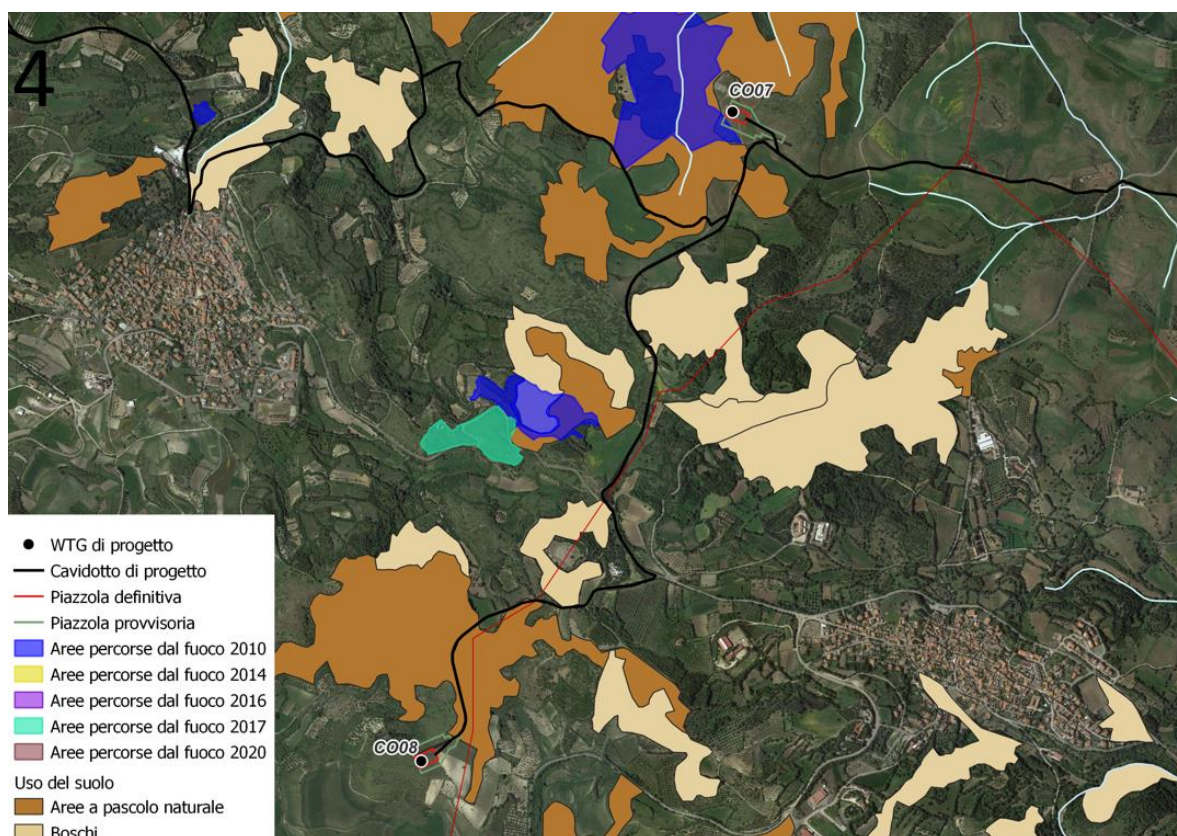 4
CO07
CO08
WTG di progetto
Cavidotto di progetto
Piazzola definitiva
Piazzola provvisoria
Aree percorse dal fuoco 2010
Aree percorse dal fuoco 2014
Aree percorse dal fuoco 2016
Aree percorse dal fuoco 2017
Aree percorse dal fuoco 2020
Uso del suolo
Aree a pascolo naturale
Boschi